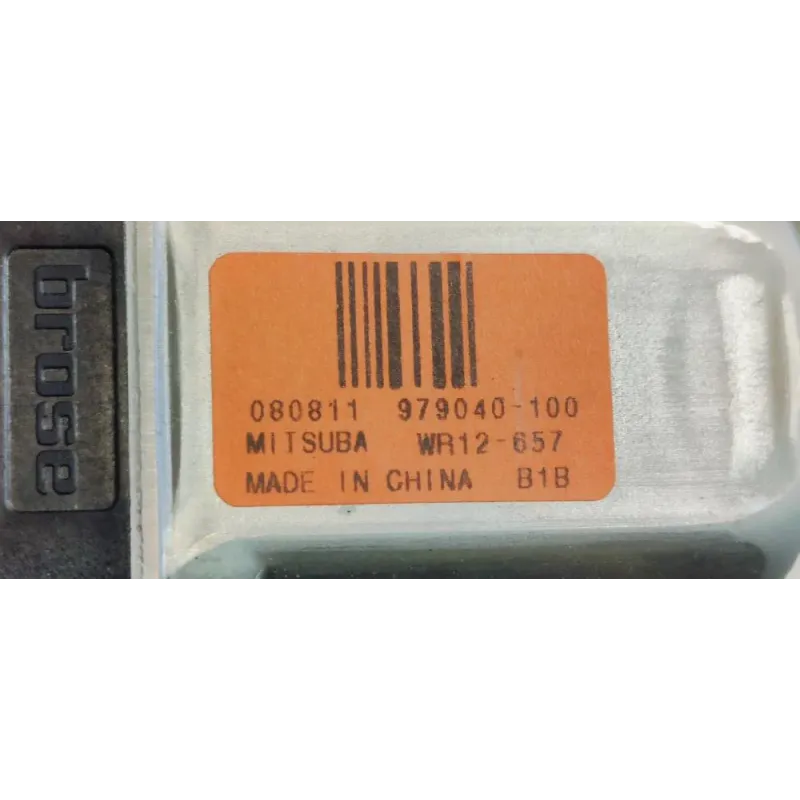 brose
080811 979040-100
MITSUBA WR12-657
MADE IN CHINA B1B